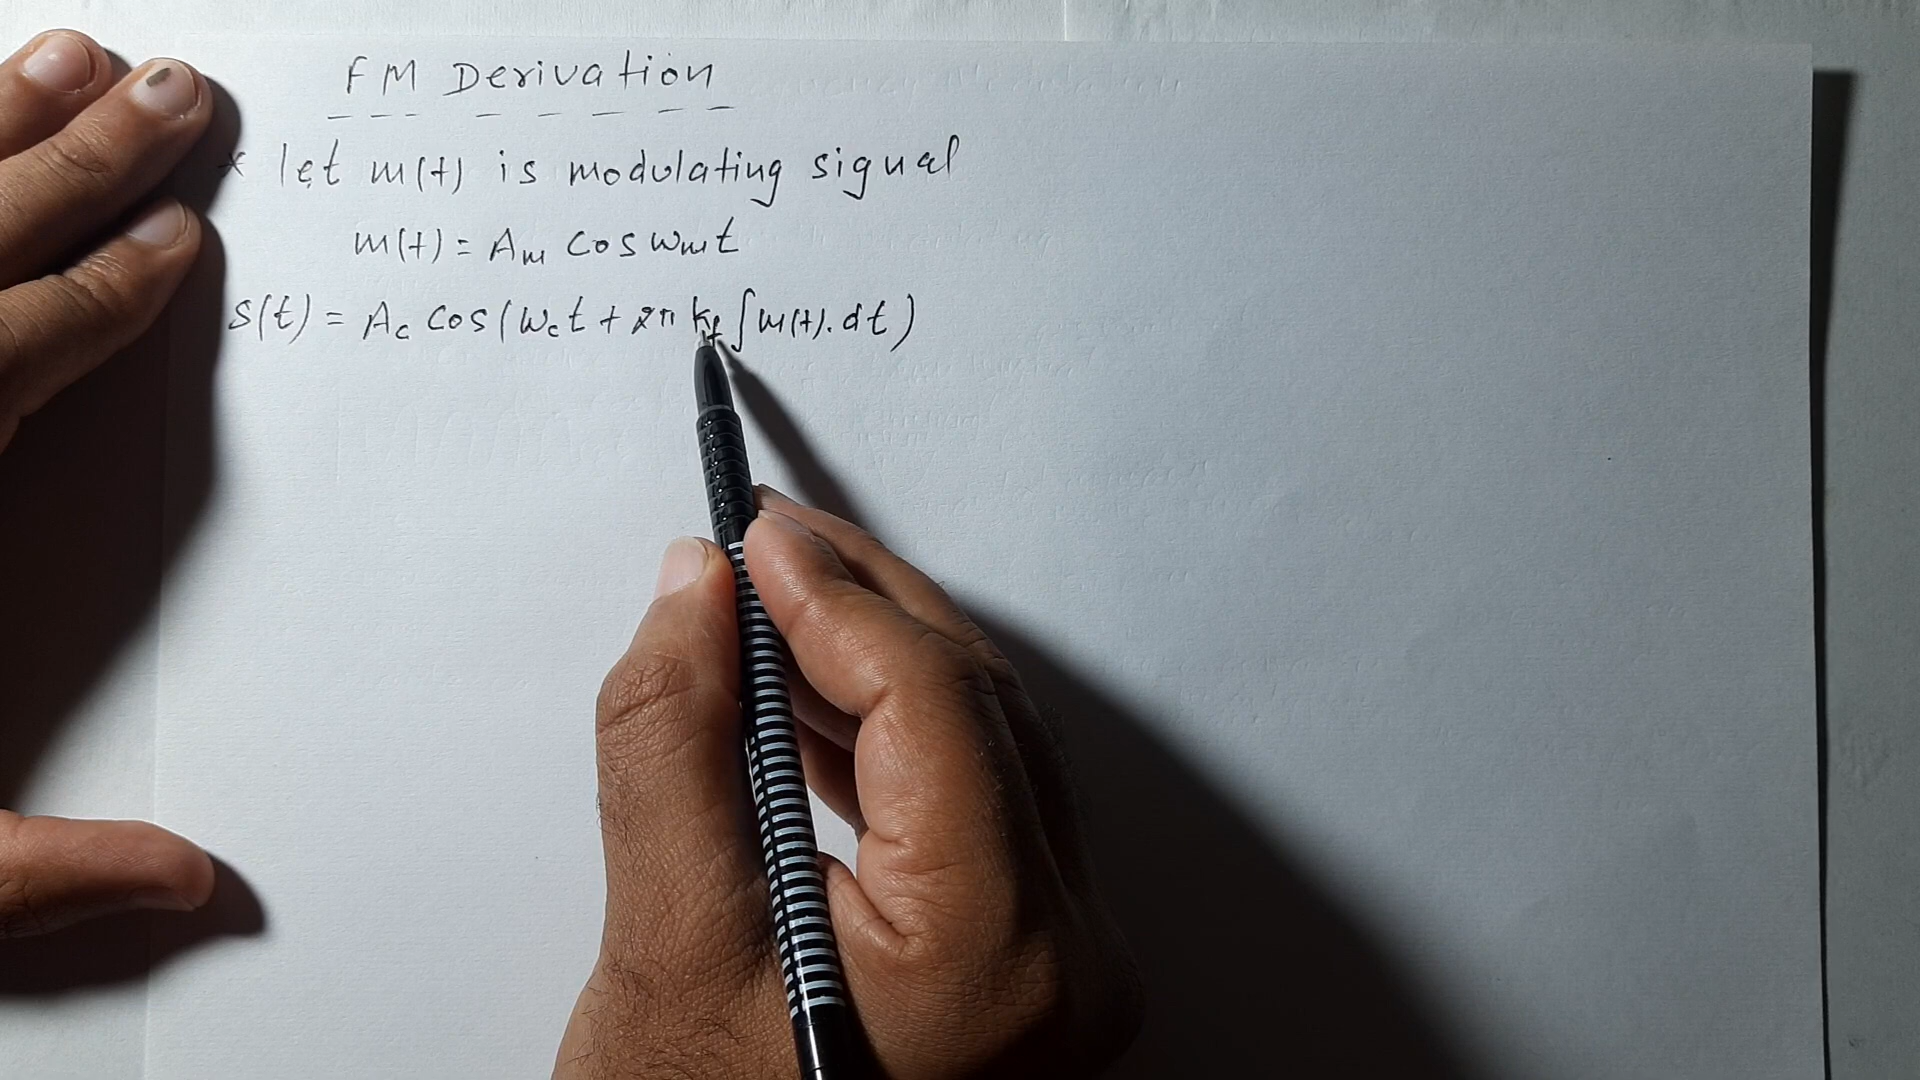 FM Derivation
* let m(t) is modulating signal
m(t) = Am Cos wmt
S(t) = Ac Cos(Wct + 2π kf ∫m(t).dt)